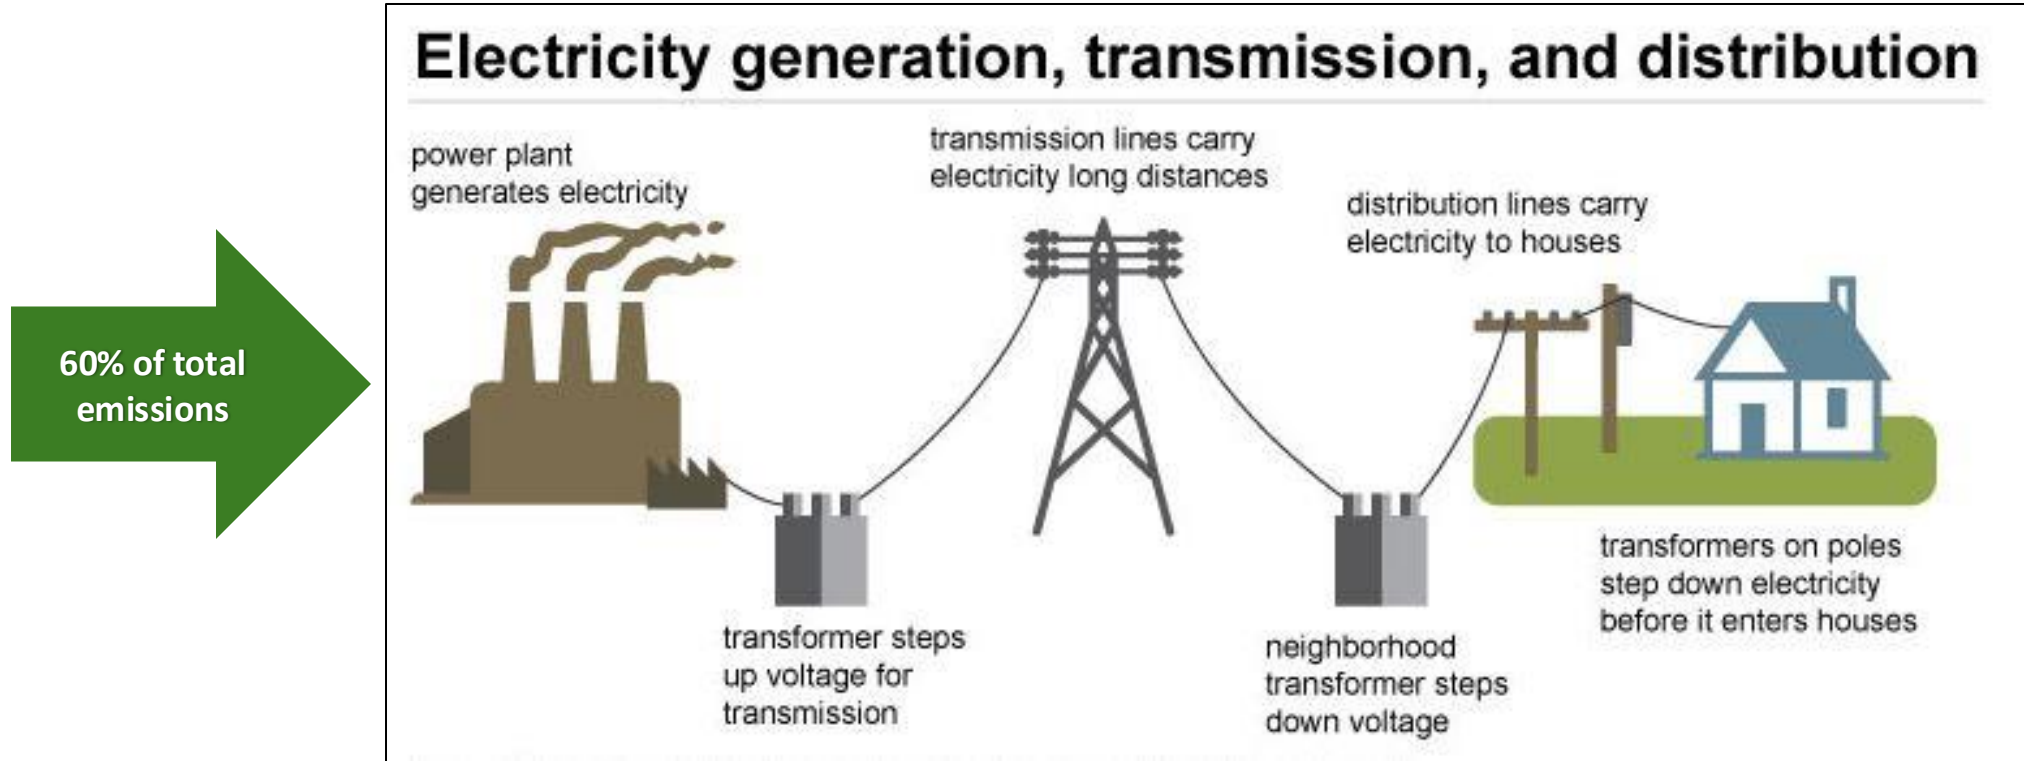 Electricity generation, transmission, and distribution
power plant
generates electricity
transmission lines carry
electricity long distances
distribution lines carry
electricity to houses
60% of total
emissions
transformers on poles
step down electricity
before it enters houses
transformer steps
up voltage for
transmission
neighborhood
transformer steps
down voltage